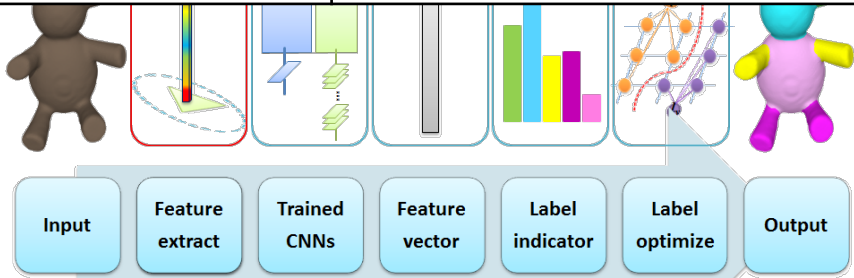 Input
Feature
extract
Trained
CNNs
Feature
vector
Label
indicator
Label
optimize
Output